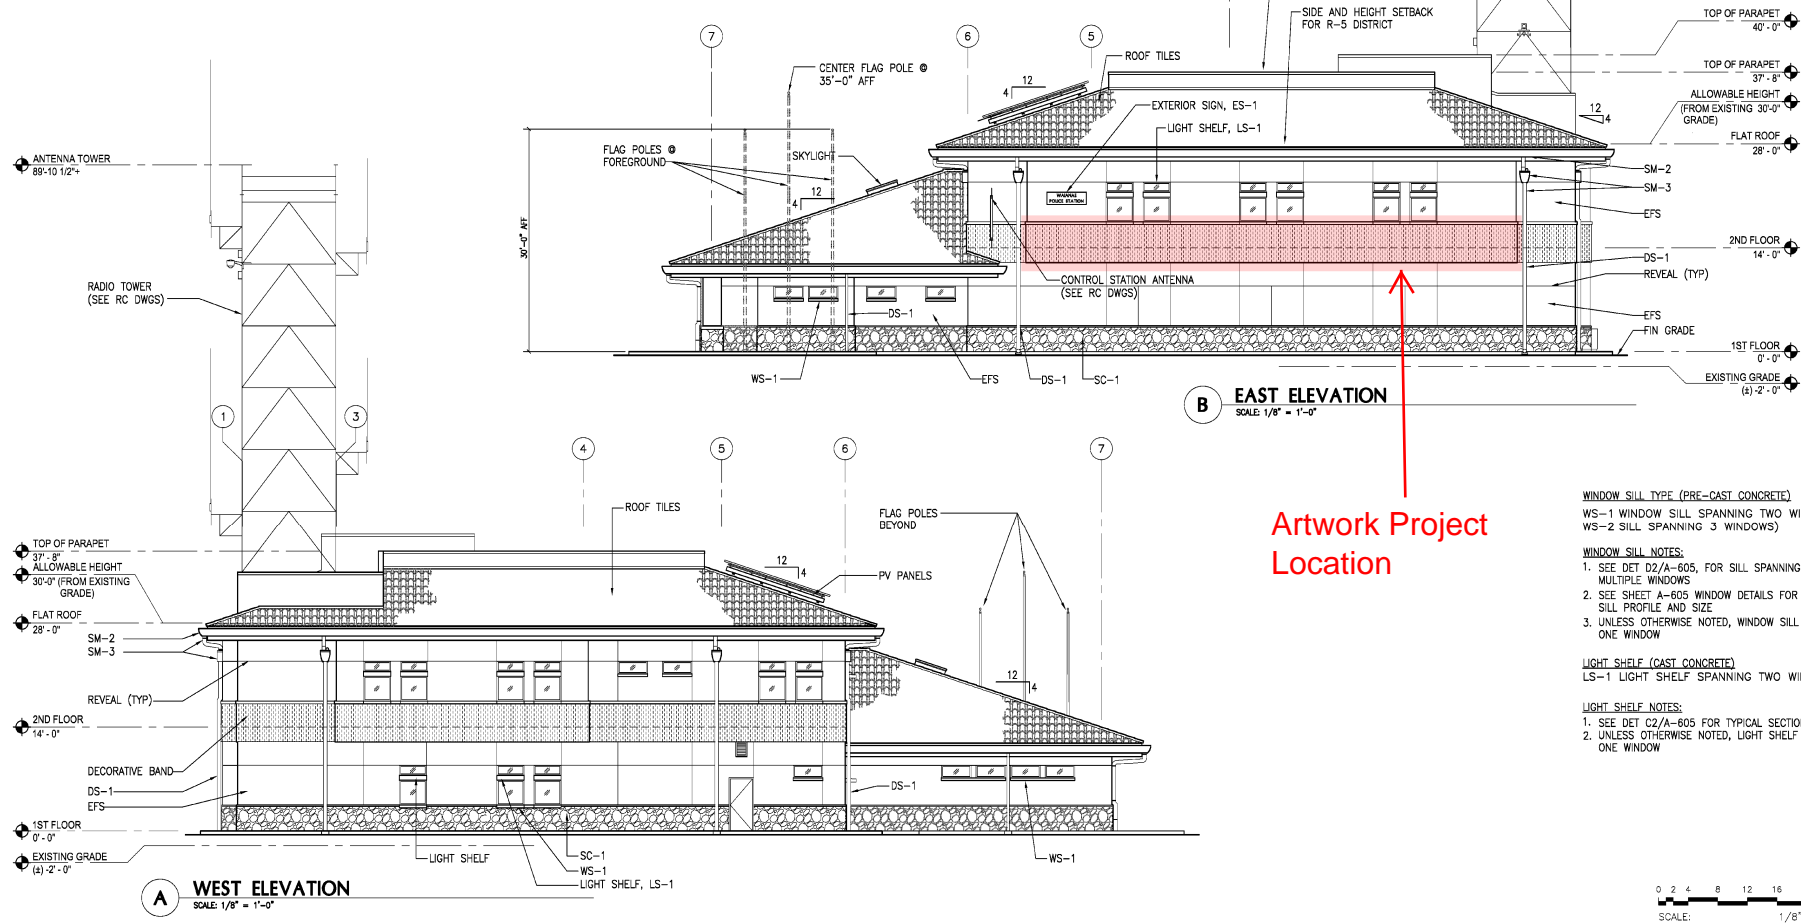 SIDE AND HEIGHT SETBACK
FOR R-5 DISTRICT
TOP OF PARAPET
40' - 0"
7
6
5
ROOF TILES
CENTER FLAG POLE @
35'-0" AFF
12
4
TOP OF PARAPET
37' - 8"
ALLOWABLE HEIGHT
(FROM EXISTING 30'-0"
GRADE)
12
4
EXTERIOR SIGN, ES-1
LIGHT SHELF, LS-1
FLAT ROOF
28' - 0"
FLAG POLES @
FOREGROUND
SKYLIGHT
12
4
ANTENNA TOWER
89'-10 1/2"+
WAIANAE
POLICE STATION
SM-2
SM-3
EFS
30'-0" AFF
2ND FLOOR
14' - 0"
DS-1
REVEAL (TYP)
CONTROL STATION ANTENNA
(SEE RC DWGS)
RADIO TOWER
(SEE RC DWGS)
DS-1
EFS
FIN GRADE
1ST FLOOR
0' - 0"
WS-1
EFS
DS-1
SC-1
EXISTING GRADE
(±) -2' - 0"
B
EAST ELEVATION
SCALE: 1/8" = 1'-0"
1
3
4
5
6
7
ROOF TILES
FLAG POLES
BEYOND
Artwork Project
Location
WINDOW SILL TYPE (PRE-CAST CONCRETE)
WS-1 WINDOW SILL SPANNING TWO WI
WS-2 SILL SPANNING 3 WINDOWS)
WINDOW SILL NOTES:
1. SEE DET D2/A-605, FOR SILL SPANNING
MULTIPLE WINDOWS
2. SEE SHEET A-605 WINDOW DETAILS FOR
SILL PROFILE AND SIZE
3. UNLESS OTHERWISE NOTED, WINDOW SILL
ONE WINDOW
LIGHT SHELF (CAST CONCRETE)
LS-1 LIGHT SHELF SPANNING TWO WI
LIGHT SHELF NOTES:
1. SEE DET C2/A-605 FOR TYPICAL SECTIO
2. UNLESS OTHERWISE NOTED, LIGHT SHELF
ONE WINDOW
TOP OF PARAPET
37' - 8"
ALLOWABLE HEIGHT
30'-0" (FROM EXISTING
GRADE)
12
4
PV PANELS
FLAT ROOF
28' - 0"
SM-2
SM-3
12
4
REVEAL (TYP)
2ND FLOOR
14' - 0"
DECORATIVE BAND
DS-1
EFS
DS-1
1ST FLOOR
0' - 0"
EXISTING GRADE
(±) -2' - 0"
LIGHT SHELF
SC-1
WS-1
LIGHT SHELF, LS-1
WS-1
A
WEST ELEVATION
SCALE: 1/8" = 1'-0"
0 2 4 8 12 16
SCALE: 1/8"